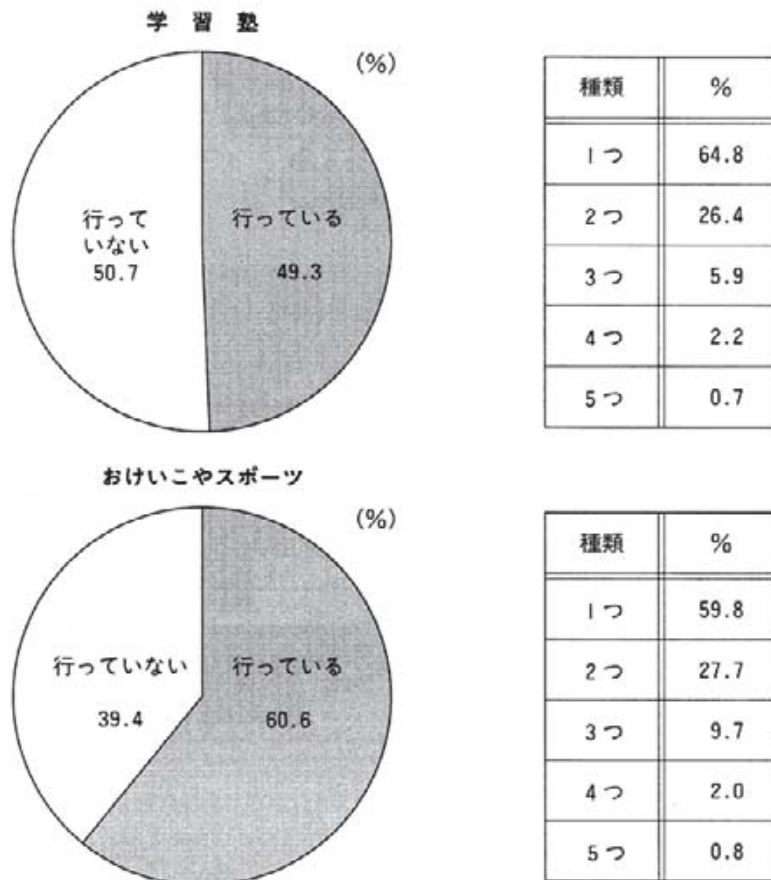 学習塾
(%)
行って
いない
50.7
行っている
49.3
種類 %
1つ 64.8
2つ 26.4
3つ 5.9
4つ 2.2
5つ 0.7
おけいこやスポーツ
(%)
行っていない
39.4
行っている
60.6
種類 %
1つ 59.8
2つ 27.7
3つ 9.7
4つ 2.0
5つ 0.8